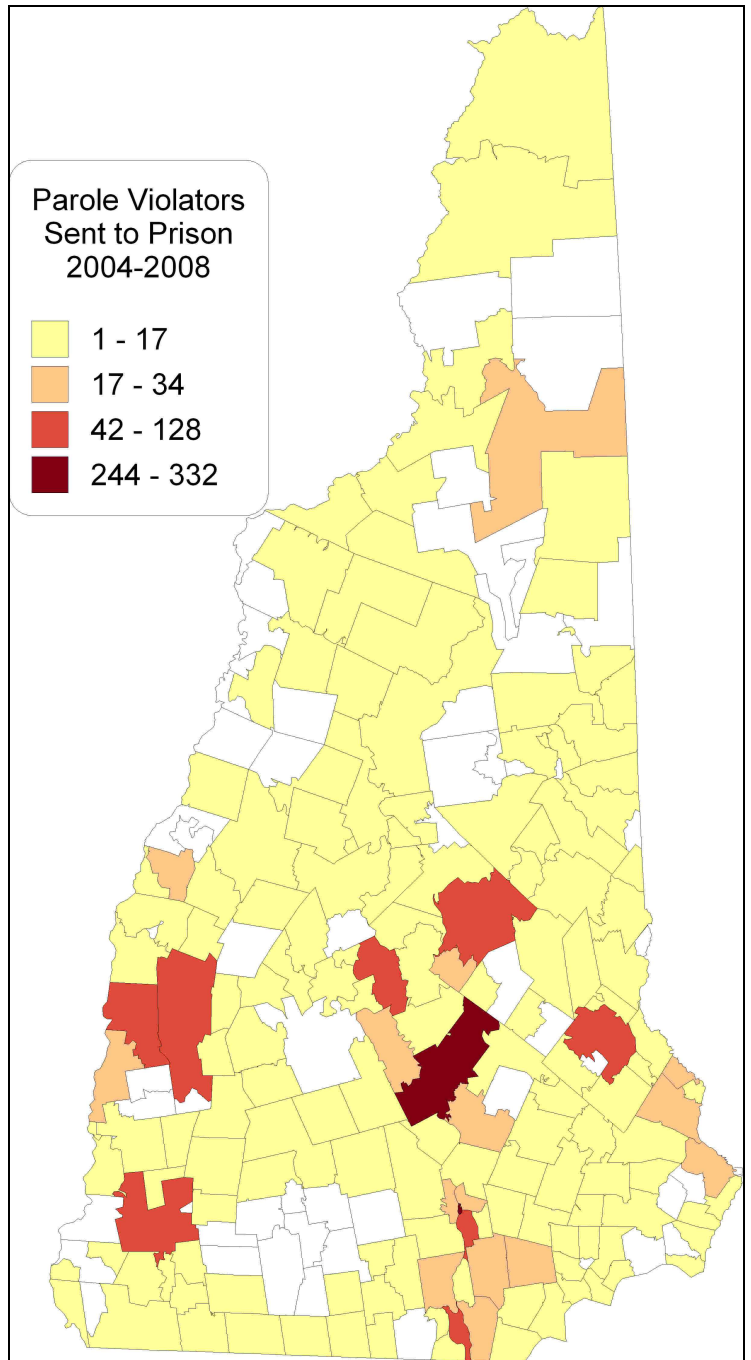 Parole Violators
Sent to Prison
2004-2008
1 - 17
17 - 34
42 - 128
244 - 332